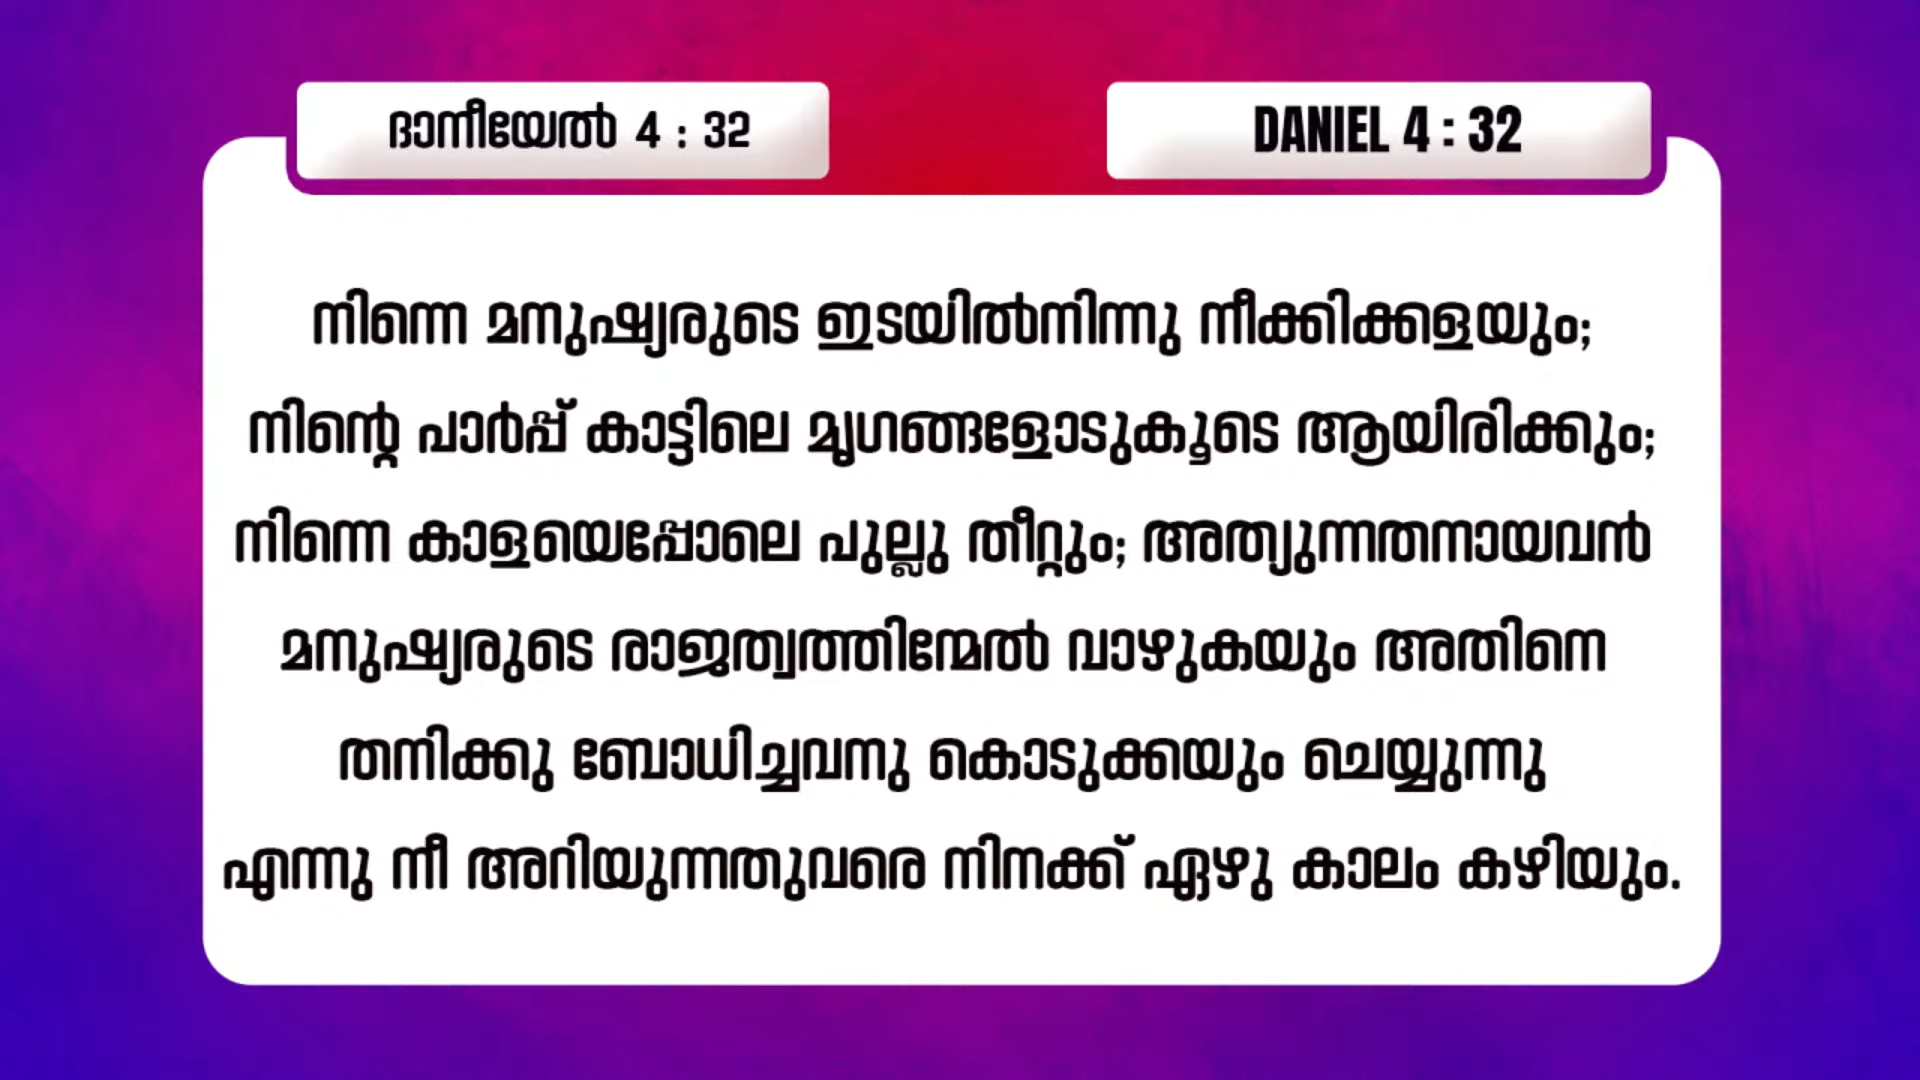 ദാനീയേൽ 4 : 32
DANIEL 4 : 32
നിന്നെ മനുഷ്യരുടെ ഇടയിൽനിന്നു നീക്കിക്കളയും;
നിന്റെ പാർപ്പ് കാട്ടിലെ മൃഗങ്ങളോടുകൂടെ ആയിരിക്കും;
നിന്നെ കാളയെപ്പോലെ പുല്ലു തീറ്റും; അത്യുന്നതനായവൻ
മനുഷ്യരുടെ രാജത്വത്തിന്മേൽ വാഴുകയും അതിനെ
തനിക്കു ബോധിച്ചവനു കൊടുക്കയും ചെയ്യുന്നു
എന്നു നീ അറിയുന്നതുവരെ നിനക്ക് ഏഴു കാലം കഴിയും.